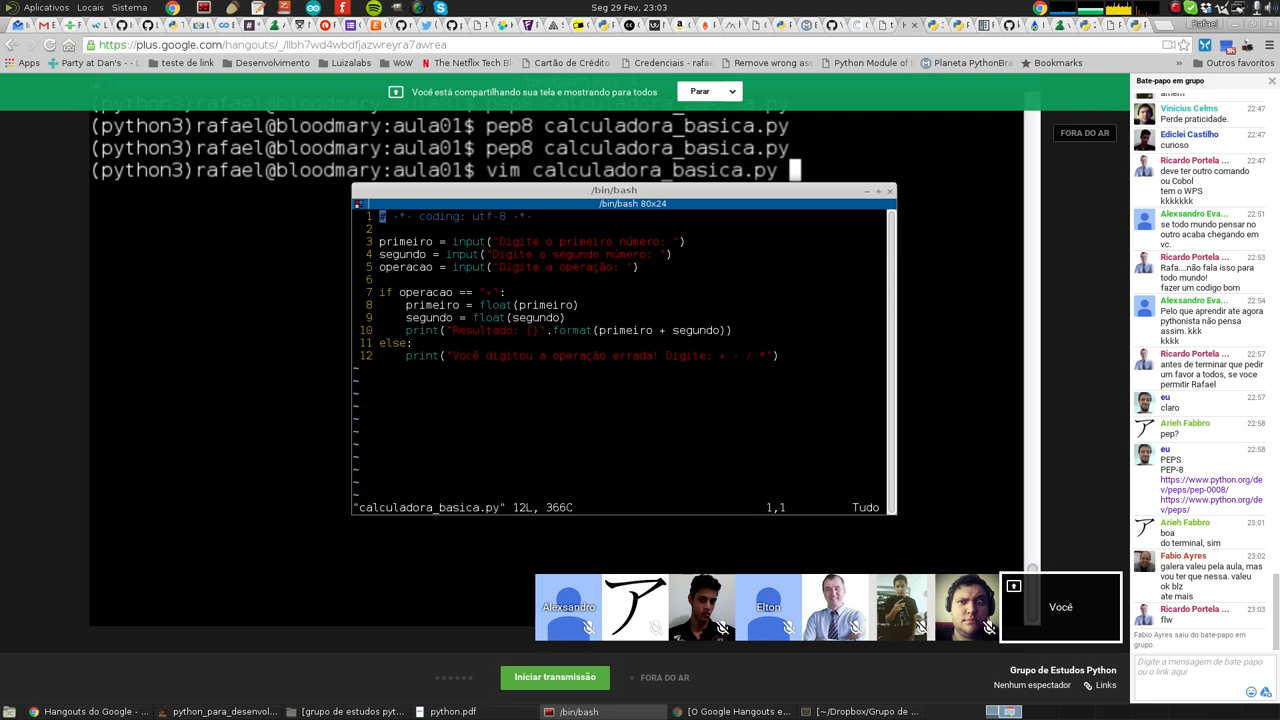 Aplicativos Locais Sistema
Seg 29 Fev, 23:03
Rafael
https://plus.google.com/hangouts/_/llbh7wd4wbdfjazwreyra7awrea
Apps Party at Dan's - teste de link Desenvolvimento Luizalabs WoW The Netflix Tech Bl Cartão de Crédito Credenciais - rafae Remove wrong ass Python Module of t Planeta PythonBra Bookmarks » Outros favoritos
Você está compartilhando sua tela e mostrando para todos
Parar
(python3)rafael@bloodmary:aula01$ pep8 calculadora_basica.py
(python3)rafael@bloodmary:aula01$ pep8 calculadora_basica.py
(python3)rafael@bloodmary:aula01$ pep8 calculadora_basica.py
(python3)rafael@bloodmary:aula01$ vim calculadora_basica.py
/bin/bash
/bin/bash 80x24
1 # -*- coding: utf-8 -*-
2
3 primeiro = input("Digite o primeiro número: ")
4 segundo = input("Digite o segundo número: ")
5 operacao = input("Digite a operação: ")
6
7 if operacao == "+":
8 primeiro = float(primeiro)
9 segundo = float(segundo)
10 print("Resultado: {}".format(primeiro + segundo))
11 else:
12 print("Você digitou a operação errada! Digite: + - / *")
~
~
~
~
~
~
~
~
~
~
~
"calculadora_basica.py" 12L, 366C 1,1 Tudo
FORA DO AR
Alexsandro
Elton
Você
Iniciar transmissão
FORA DO AR
Grupo de Estudos Python
Nenhum espectador Links
Bate-papo em grupo
amém
Vinicius Celms 22:47
Perde praticidade.
Ediclei Castilho 22:47
curioso
Ricardo Portela ... 22:47
deve ter outro comando
ou Cobol
tem o WPS
kkkkkkk
Alexsandro Eva... 22:51
se todo mundo pensar no
outro acaba chegando em
vc.
Ricardo Portela ... 22:53
Rafa....não fala isso para
todo mundo!
fazer um codigo bom
Alexsandro Eva... 22:54
Pelo que aprendir ate agora
pythonista não pensa
assim. kkk
kkkk
Ricardo Portela ... 22:57
antes de terminar que pedir
um favor a todos, se voce
permitir Rafael
eu 22:57
claro
Arieh Fabbro 22:58
pep?
eu 22:58
PEPS
PEP-8
https://www.python.org/de
v/peps/pep-0008/
https://www.python.org/de
v/peps/
Arieh Fabbro 23:01
boa
do terminal, sim
Fabio Ayres 23:02
galera valeu pela aula, mas
vou ter que nessa. valeu
ok blz
ate mais
Ricardo Portela ... 23:03
flw
Fabio Ayres saiu do bate-papo em
grupo.
Digite a mensagem de bate-papo
ou o link aqui
Hangouts do Google - ... python_para_desenvol... [grupo de estudos pyt... python.pdf /bin/bash [O Google Hangouts e... [~/Dropbox/Grupo de ...